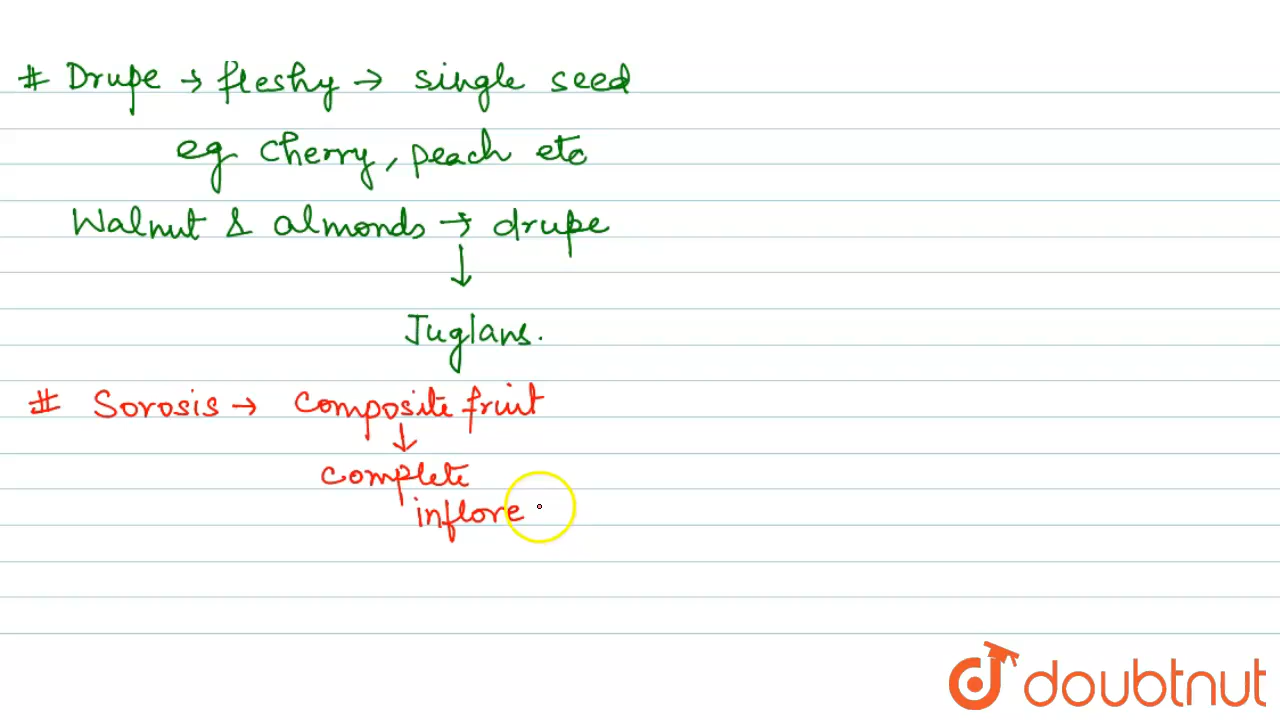 # Drupe → fleshy → single seed
eg Cherry, peach etc
Walnut & almonds → drupe
↓
Juglans.
# Sorosis → Composite fruit
↓
Complete
inflore
doubtnut